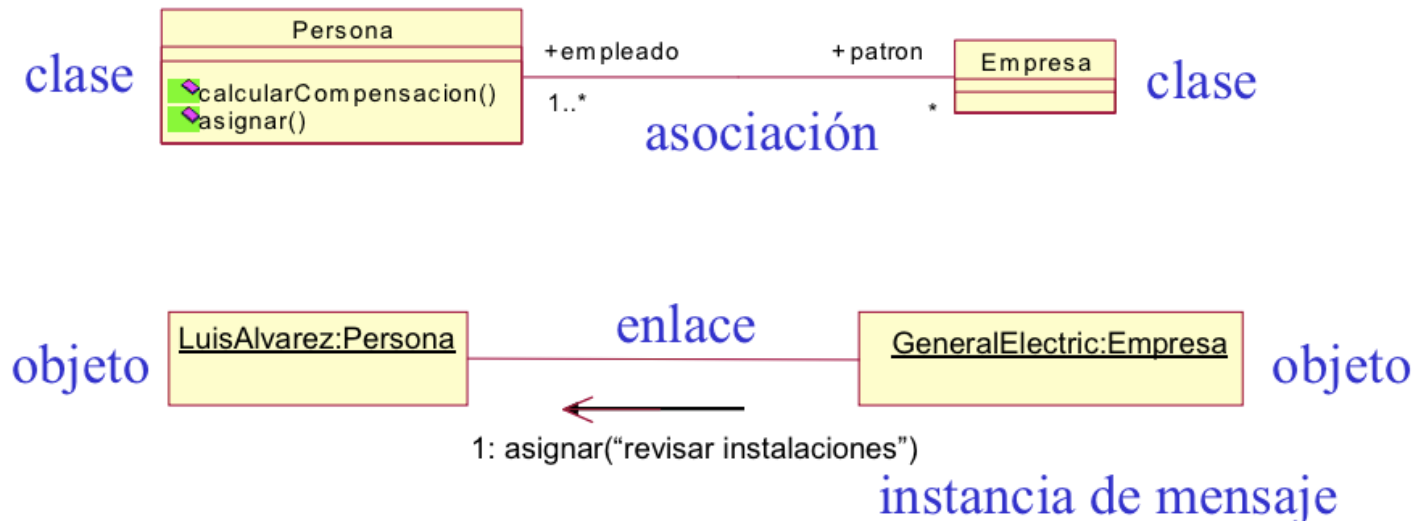 Persona
clase
calcularCompensacion()
asignar()
+empleado
+patron
1..*
*
asociación
Empresa
clase
objeto
LuisAlvarez:Persona
enlace
GeneralElectric:Empresa
objeto
1: asignar(“revisar instalaciones”)
instancia de mensaje